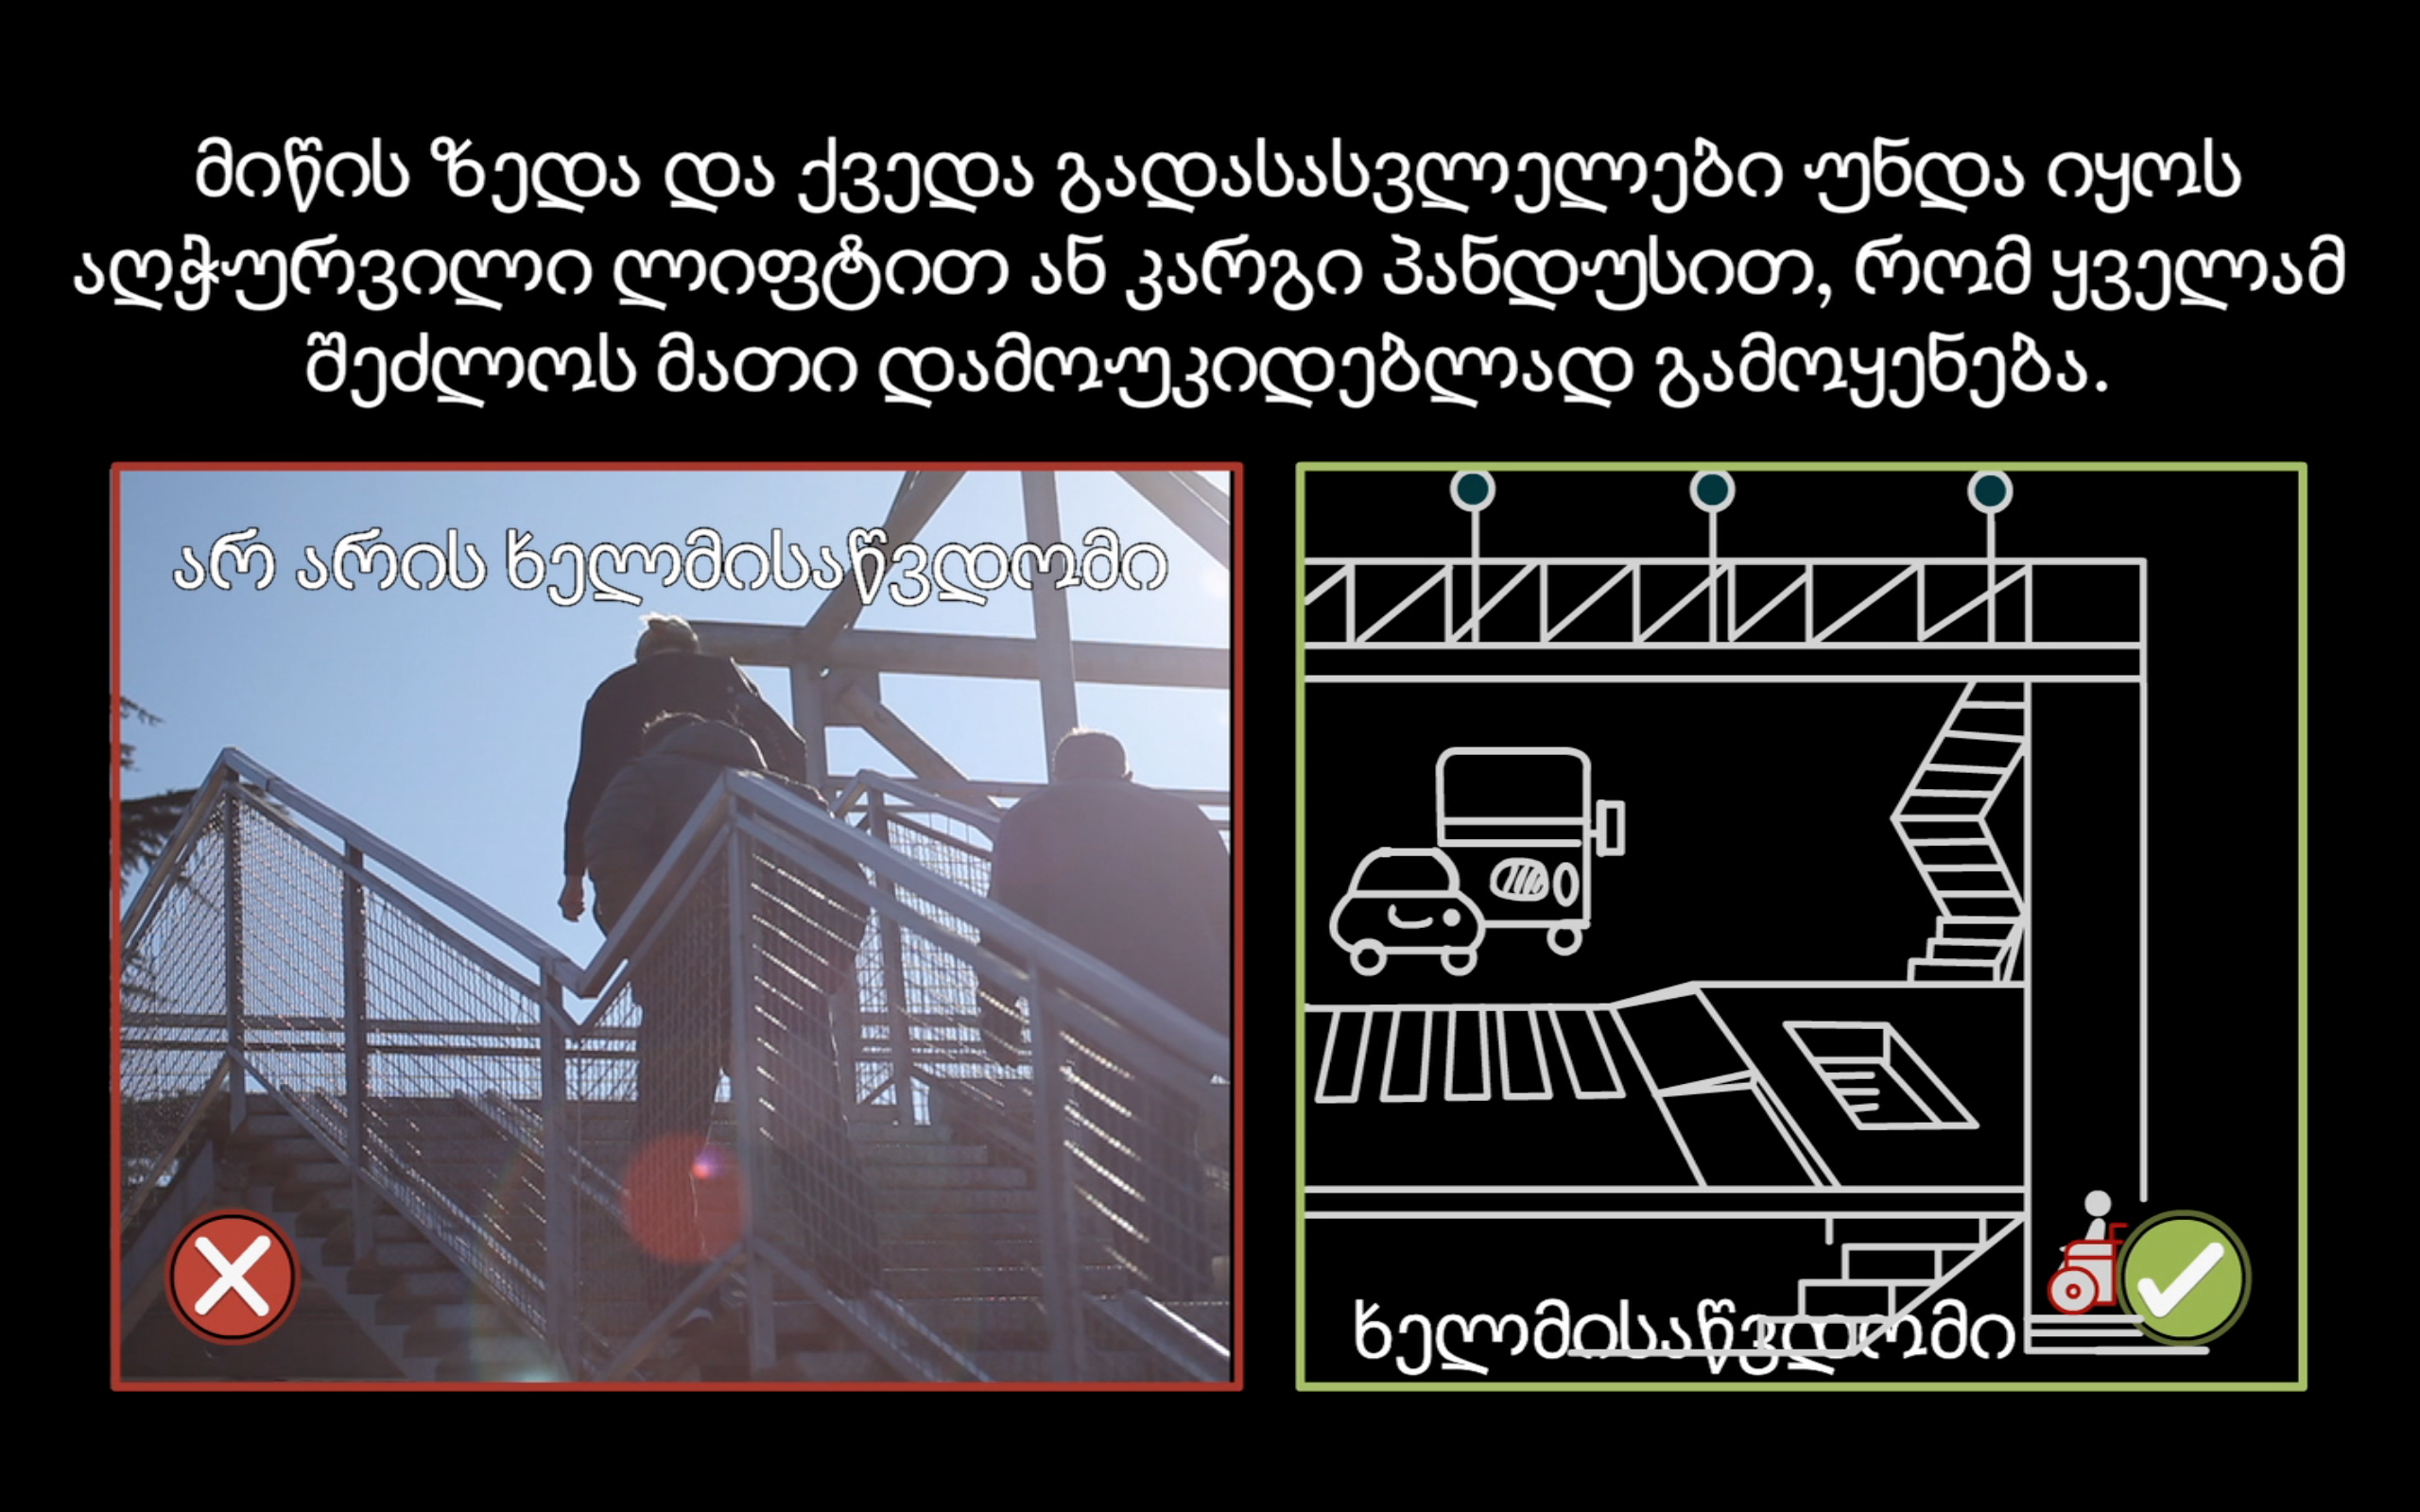 მიწის ზედა და ქვედა გადასასვლელები უნდა იყოს
აღჭურვილი ლიფტით ან კარგი პანდუსით, რომ ყველამ
შეძლოს მათი დამოუკიდებლად გამოყენება.
არ არის ხელმისაწვდომი
ხელმისაწვდომი